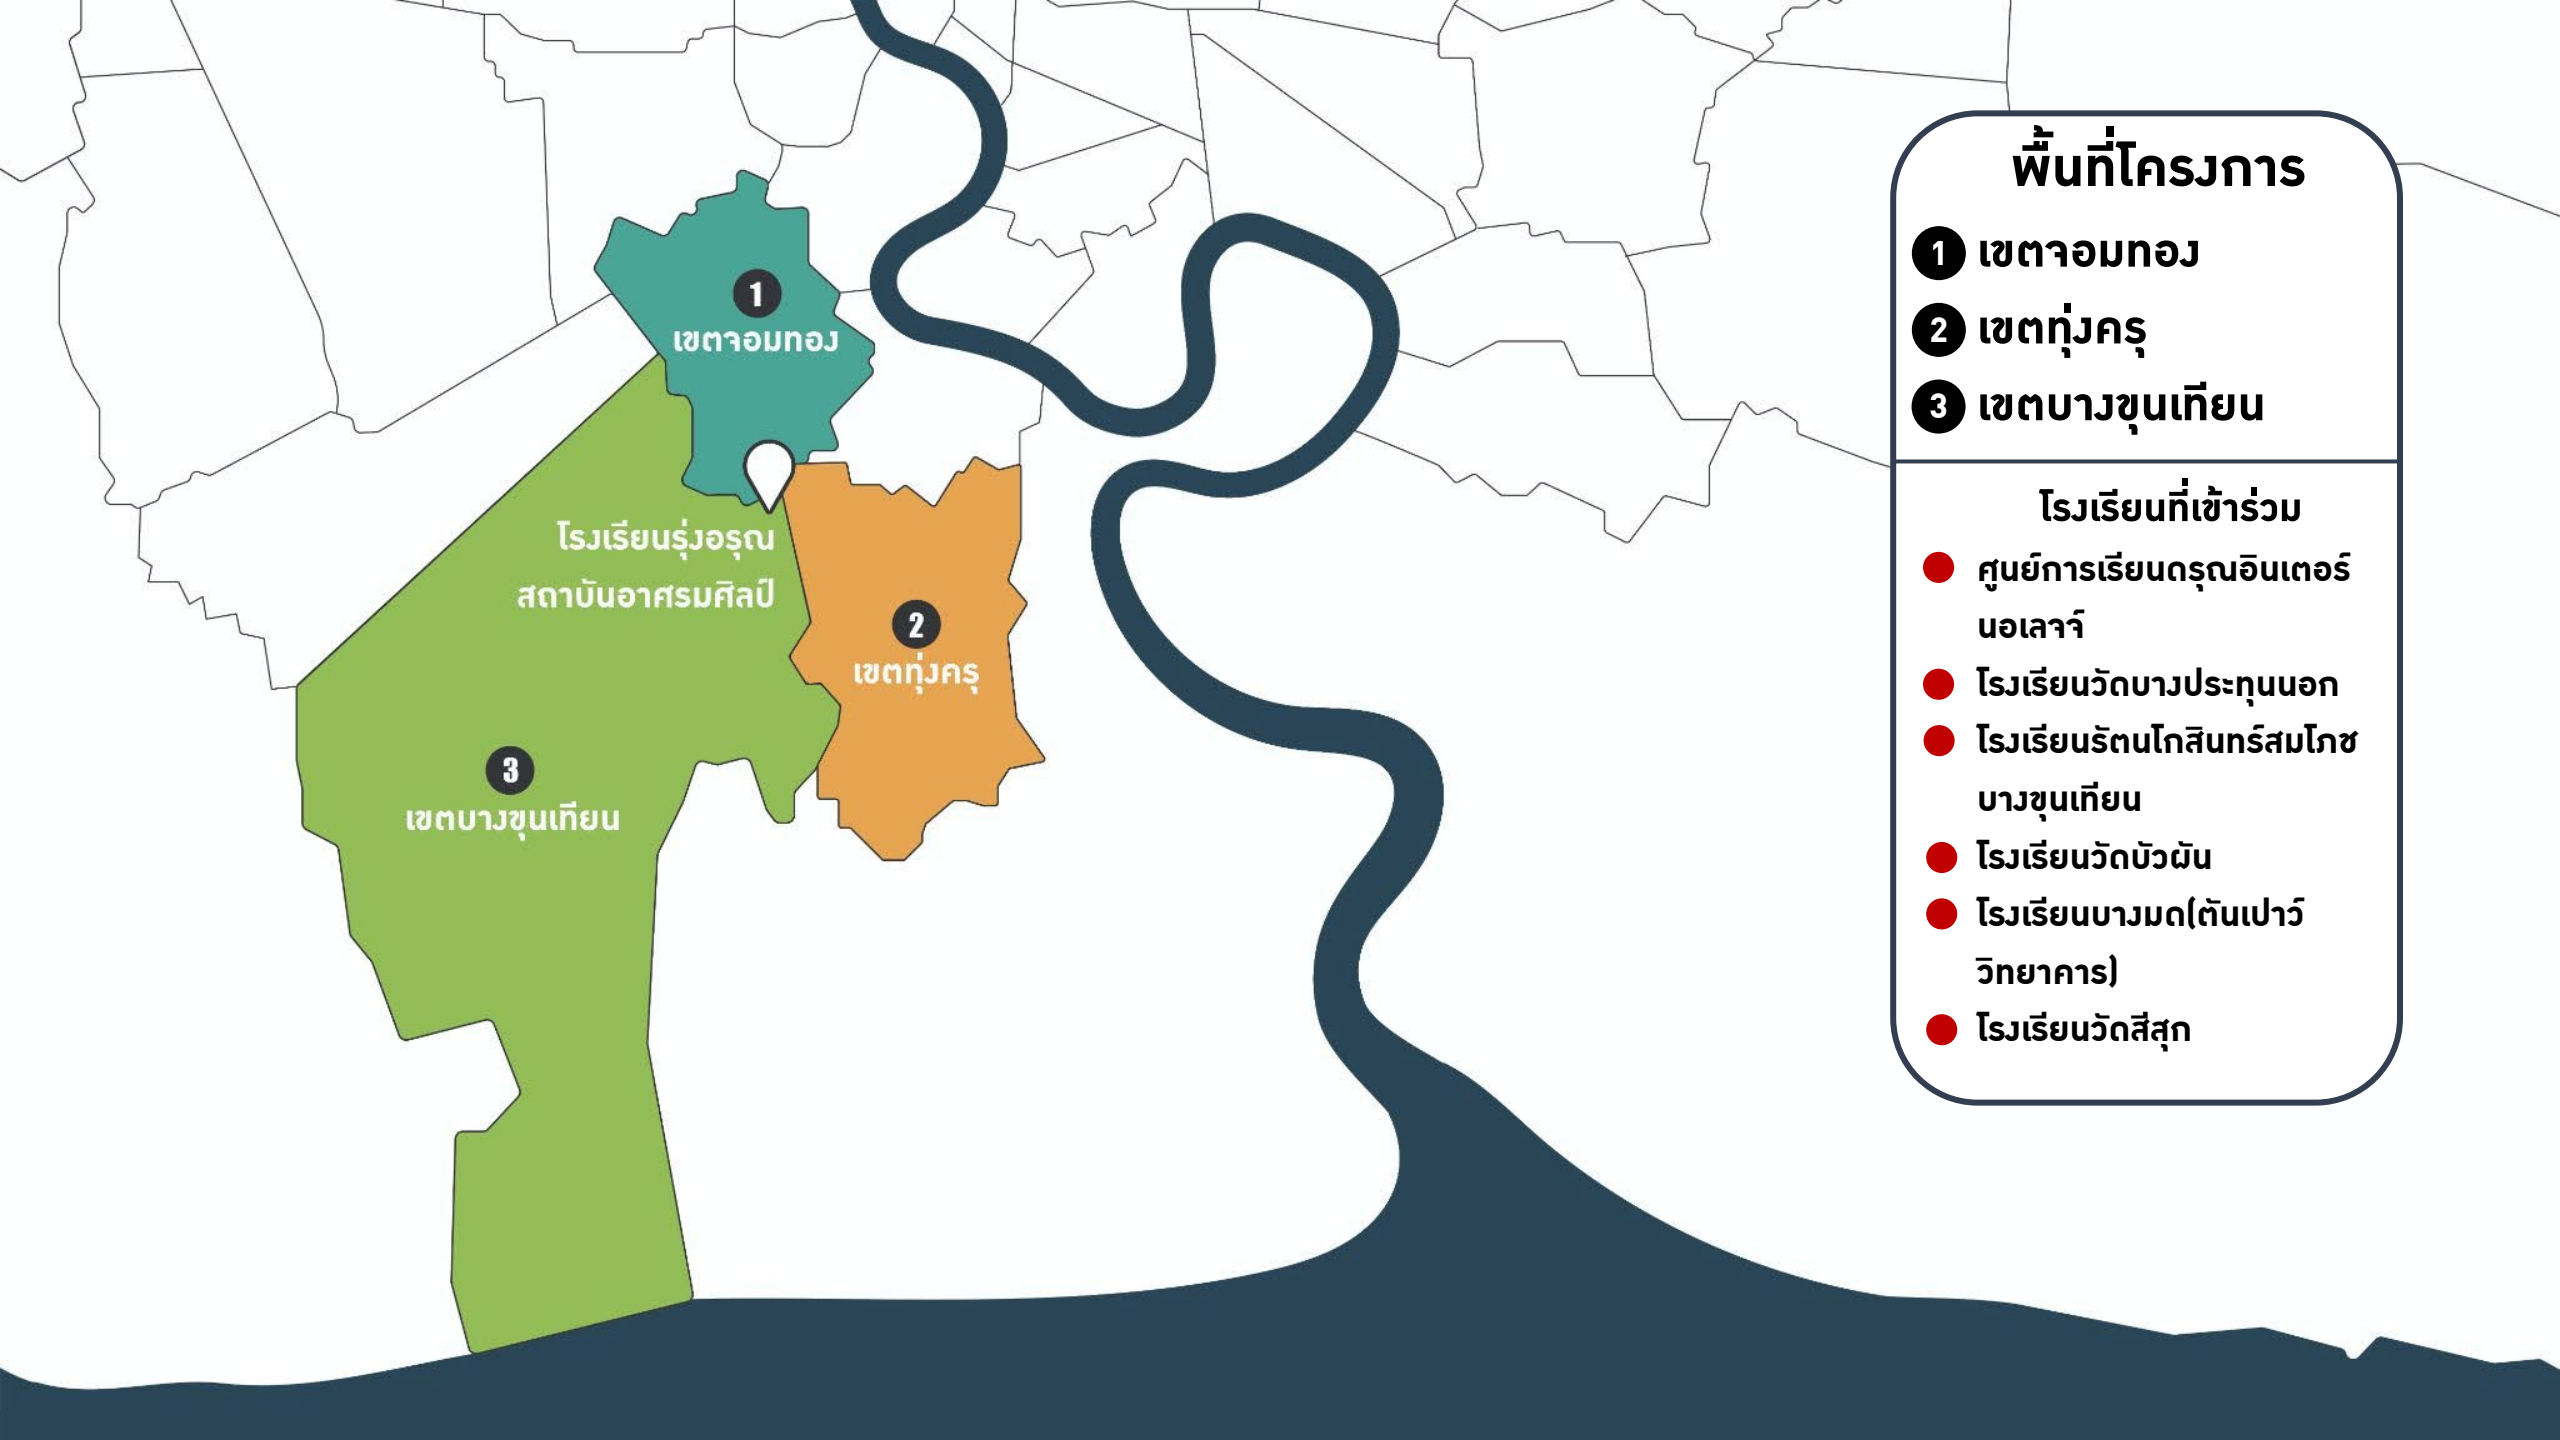 1
เขตจอมทอง
โรงเรียนรุ่งอรุณ
สถาบันอาศรมศิลป์
2
เขตทุ่งครุ
3
เขตบางขุนเทียน
พื้นที่โครงการ
1 เขตจอมทอง
2 เขตทุ่งครุ
3 เขตบางขุนเทียน
โรงเรียนที่เข้าร่วม
ศูนย์การเรียนดรุณอินเตอร์
นอเลจจ์
โรงเรียนวัดบางประทุนนอก
โรงเรียนรัตนโกสินทร์สมโภช
บางขุนเทียน
โรงเรียนวัดบัวผัน
โรงเรียนบางมด(ตันเปาว์
วิทยาคาร)
โรงเรียนวัดสีสุก